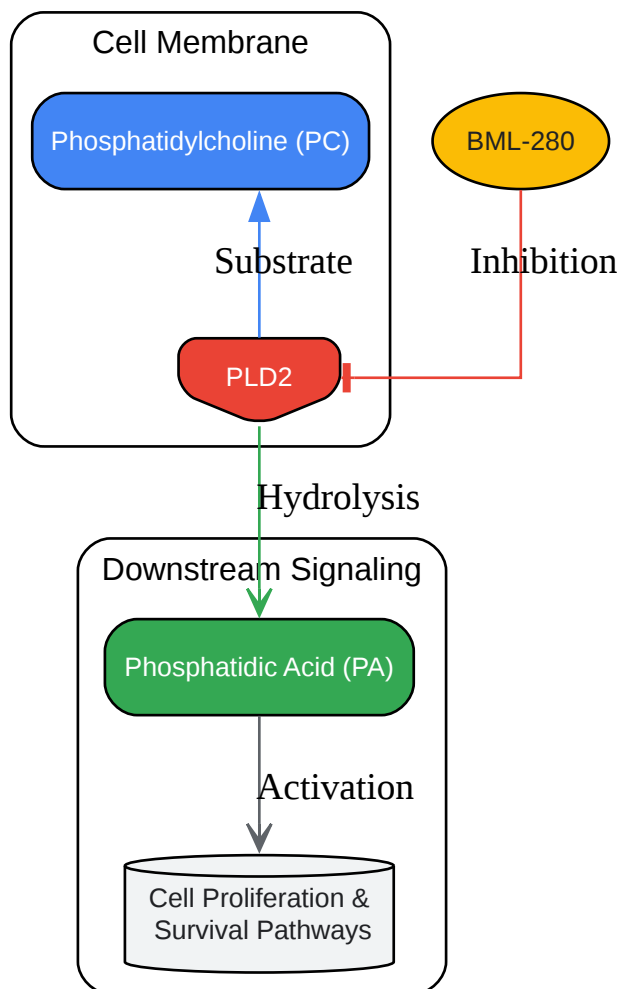 Cell Membrane
Phosphatidylcholine (PC)
BML-280
Substrate
Inhibition
PLD2
Hydrolysis
Downstream Signaling
Phosphatidic Acid (PA)
Activation
Cell Proliferation &
Survival Pathways